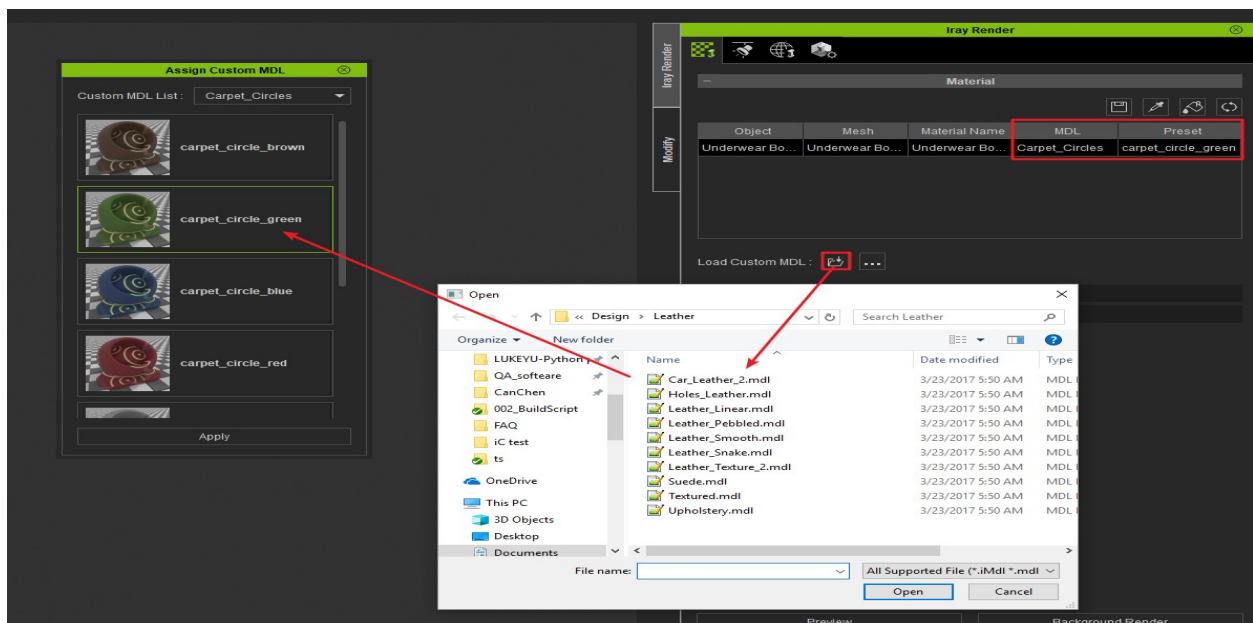 Assign Custom MDL
Custom MDL List : Carpet_Circles
carpet_circle_brown
carpet_circle_green
carpet_circle_blue
carpet_circle_red
Apply
Iray Render
Modify
Iray Render
3
3
Material
Object Mesh Material Name MDL Preset
Underwear Bo... Underwear Bo... Underwear Bo... Carpet_Circles carpet_circle_green
Load Custom MDL : ...
Open
« Design > Leather
Search Leather
Organize New folder
LUKEYU-Python
QA_softeare
CanChen
002_BuildScript
FAQ
iC test
ts
OneDrive
This PC
3D Objects
Desktop
Documents
Name Date modified Type
Car_Leather_2.mdl 3/23/2017 5:50 AM MDL
Holes_Leather.mdl 3/23/2017 5:50 AM MDL
Leather_Linear.mdl 3/23/2017 5:50 AM MDL
Leather_Pebbled.mdl 3/23/2017 5:50 AM MDL
Leather_Smooth.mdl 3/23/2017 5:50 AM MDL
Leather_Snake.mdl 3/23/2017 5:50 AM MDL
Leather_Texture_2.mdl 3/23/2017 5:50 AM MDL
Suede.mdl 3/23/2017 5:50 AM MDL
Textured.mdl 3/23/2017 5:50 AM MDL
Upholstery.mdl 3/23/2017 5:50 AM MDL
File name: All Supported File (*.iMdl *.mdl
Open Cancel
Preview Background Render